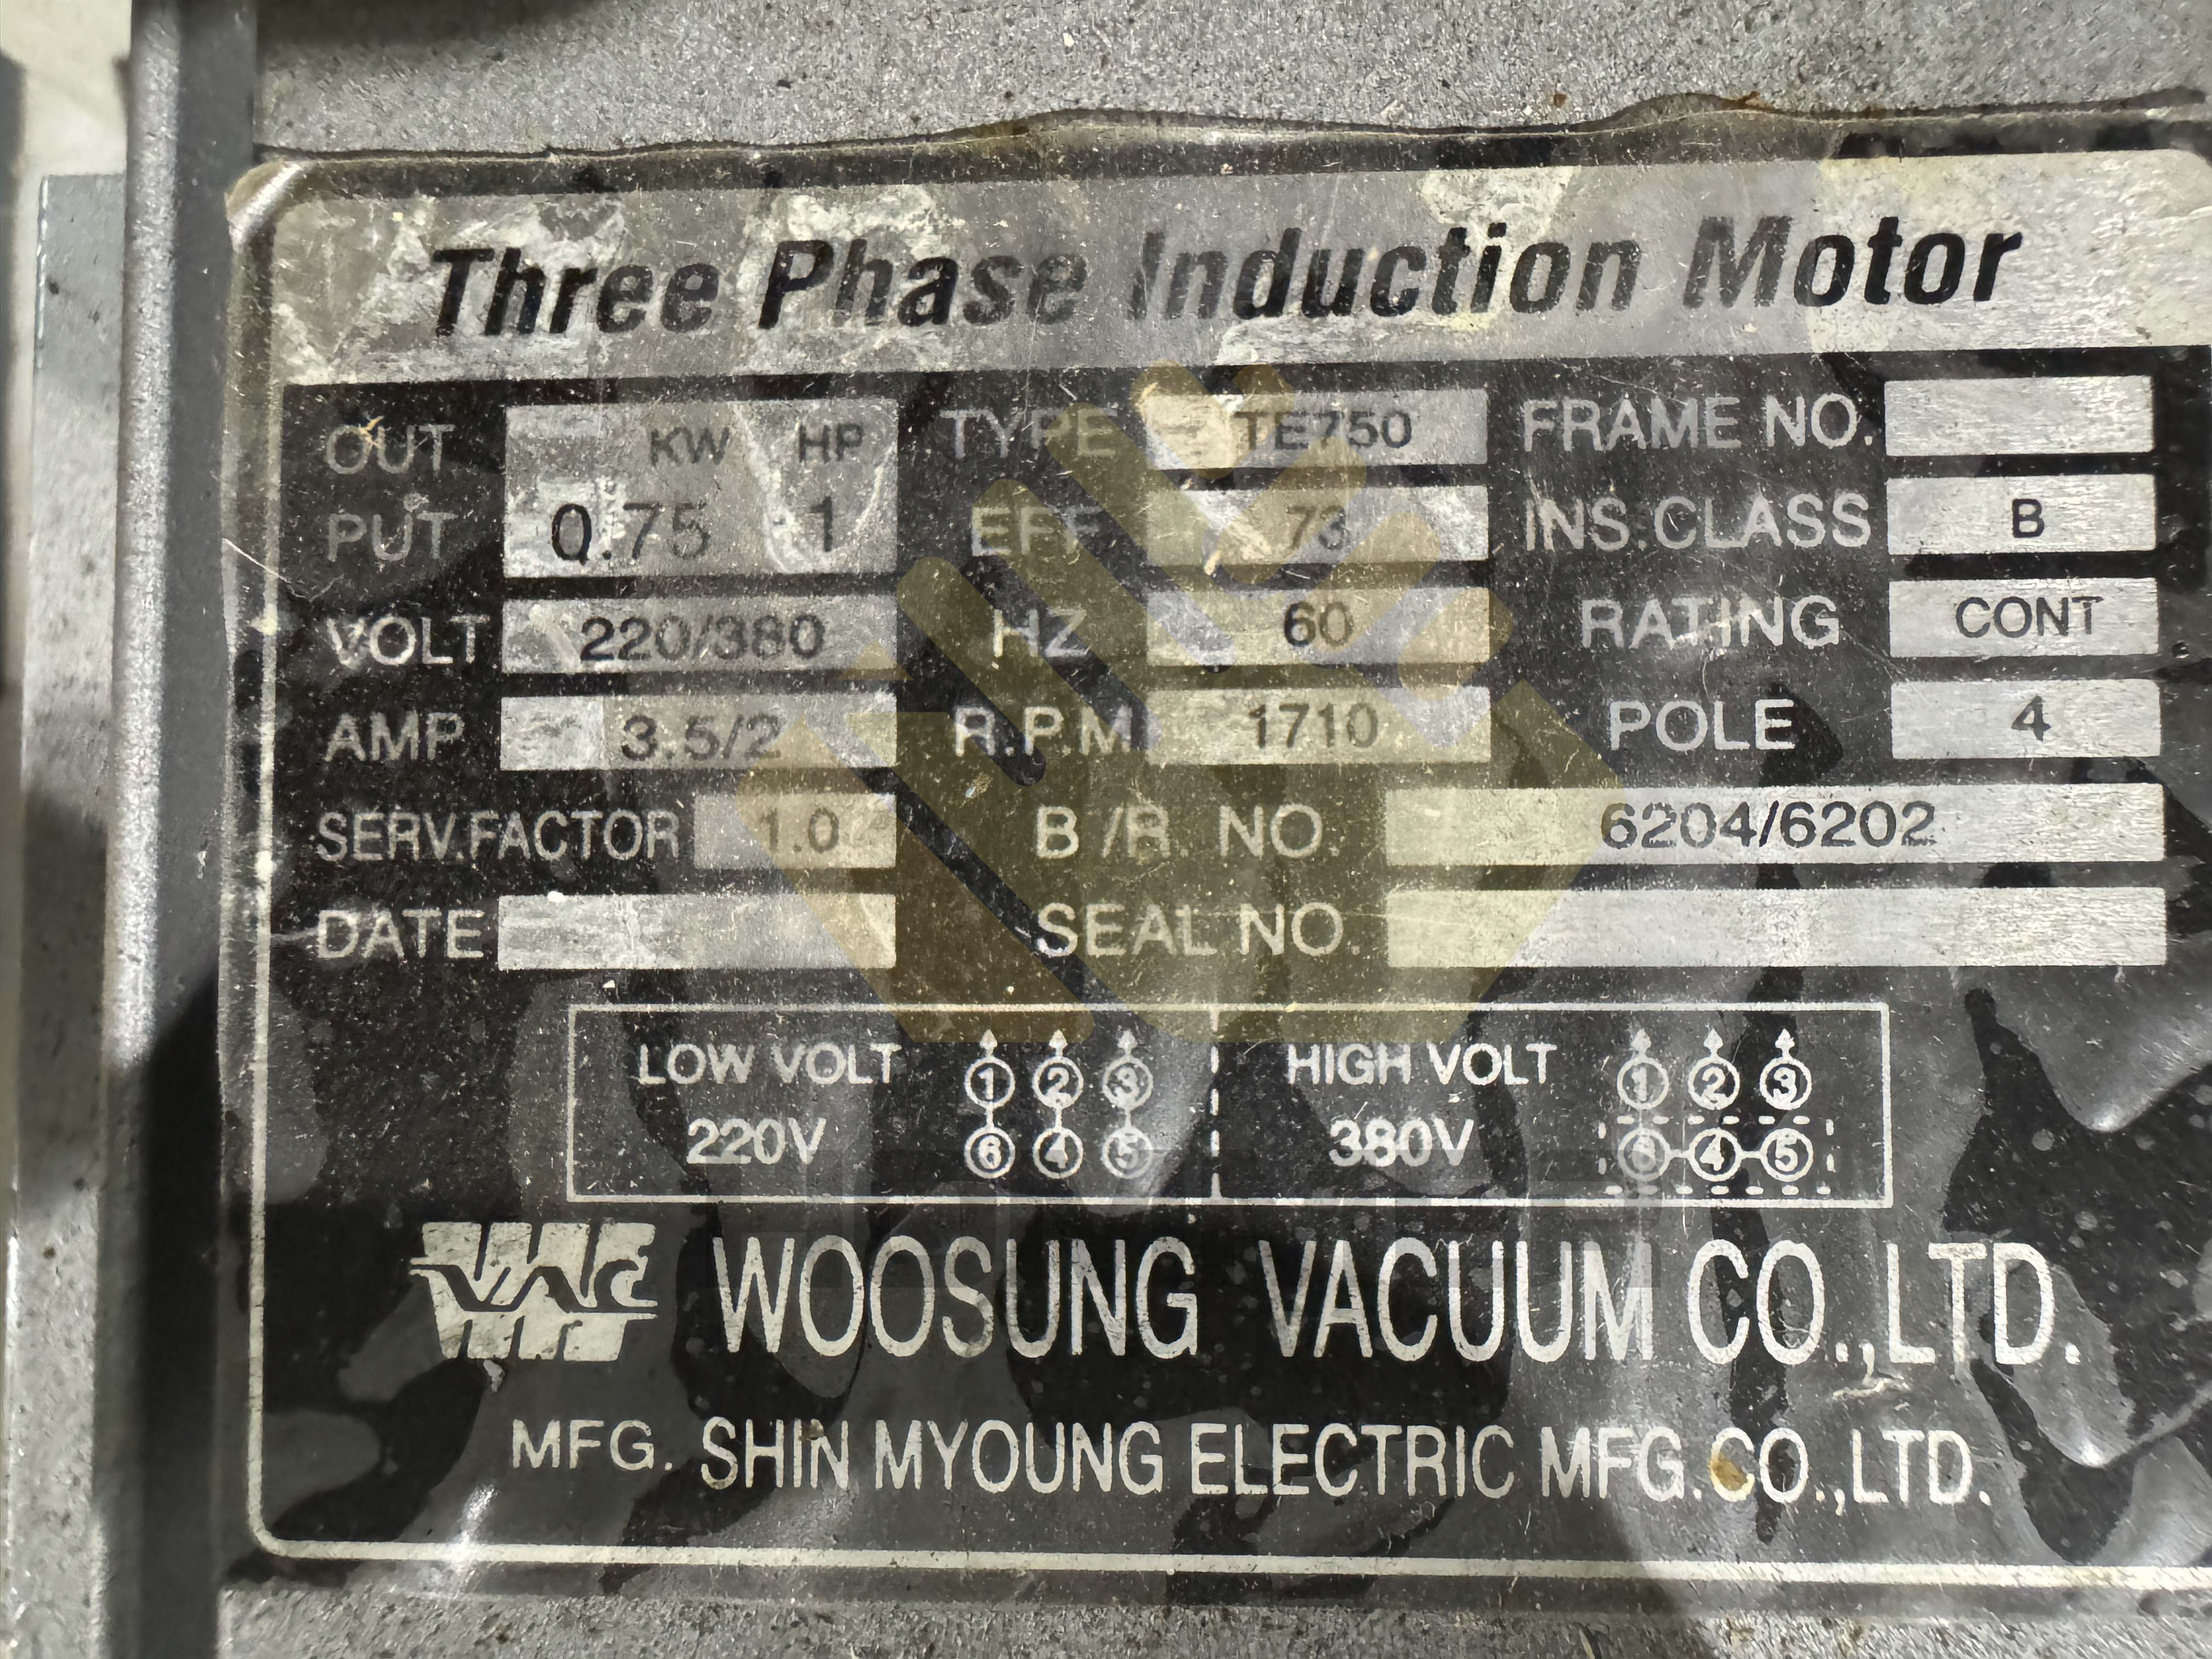 Three Phase Induction Motor
OUT PUT KW HP 0.75 1 TYPE TE750 FRAME NO.
EFF 73 INS.CLASS B
VOLT 220/380 HZ 60 RATING CONT
AMP 3.5/2 R.P.M 1710 POLE 4
SERV.FACTOR 1.0 B/R. NO. 6204/6202
DATE SEAL NO.
LOW VOLT 1 2 3 HIGH VOLT 1 2 3
220V 6 4 5 380V 6 4 5
VAC WOOSUNG VACUUM CO.,LTD.
MFG. SHIN MYOUNG ELECTRIC MFG.CO.,LTD.